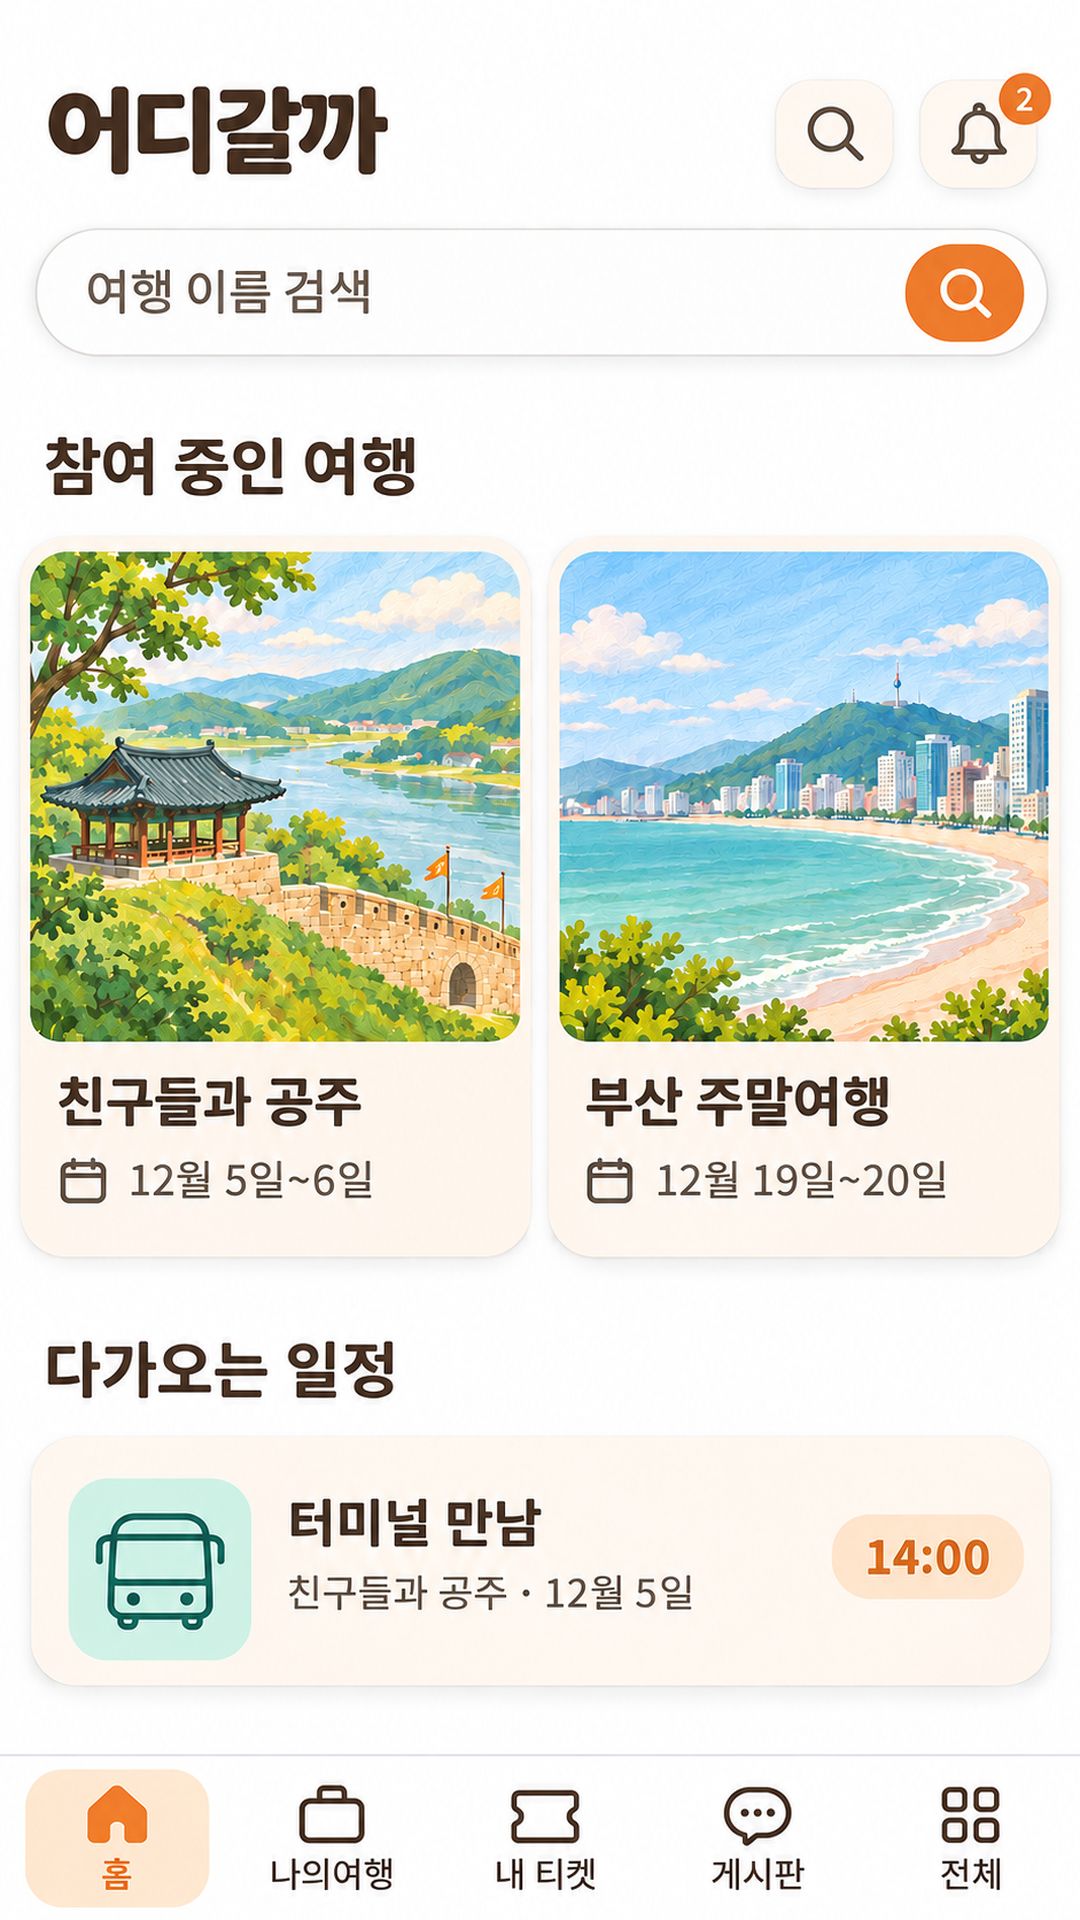 어디갈까
2
여행 이름 검색
참여 중인 여행
친구들과 공주
12월 5일~6일
부산 주말여행
12월 19일~20일
다가오는 일정
터미널 만남
친구들과 공주 · 12월 5일
14:00
홈
나의여행
내 티켓
게시판
전체